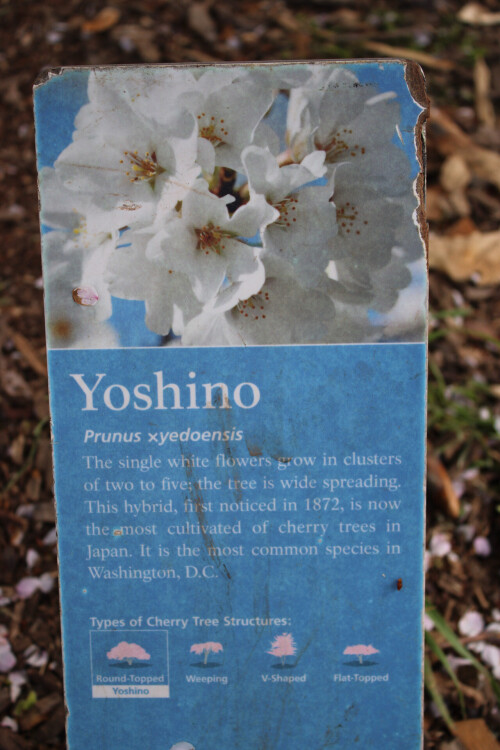 Yoshino
Prunus xyedoensis
The single white flowers grow in clusters
of two to five; the tree is wide spreading.
This hybrid, first noticed in 1872, is now
the most cultivated of cherry trees in
Japan. It is the most common species in
Washington, D.C.
Types of Cherry Tree Structures:
Round-Topped Weeping V-Shaped Flat-Topped
Yoshino